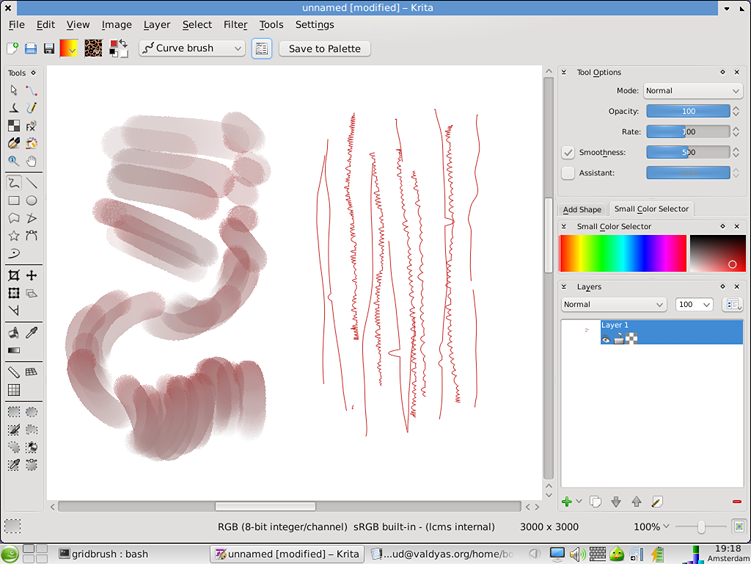 unnamed [modified] – Krita
File Edit View Image Layer Select Filter Tools Settings
Curve brush
Save to Palette
Tools
Tool Options
Mode: Normal
Opacity: 100
Rate: 100
Smoothness: 500
Assistant:
Add Shape Small Color Selector
Small Color Selector
Layers
Normal 100
Layer 1
RGB (8-bit integer/channel) sRGB built-in - (lcms internal) 3000 x 3000 100%
gridbrush : bash
unnamed [modified] – Krita
...ud@valdyas.org/home/bo
19:18
Amsterdam